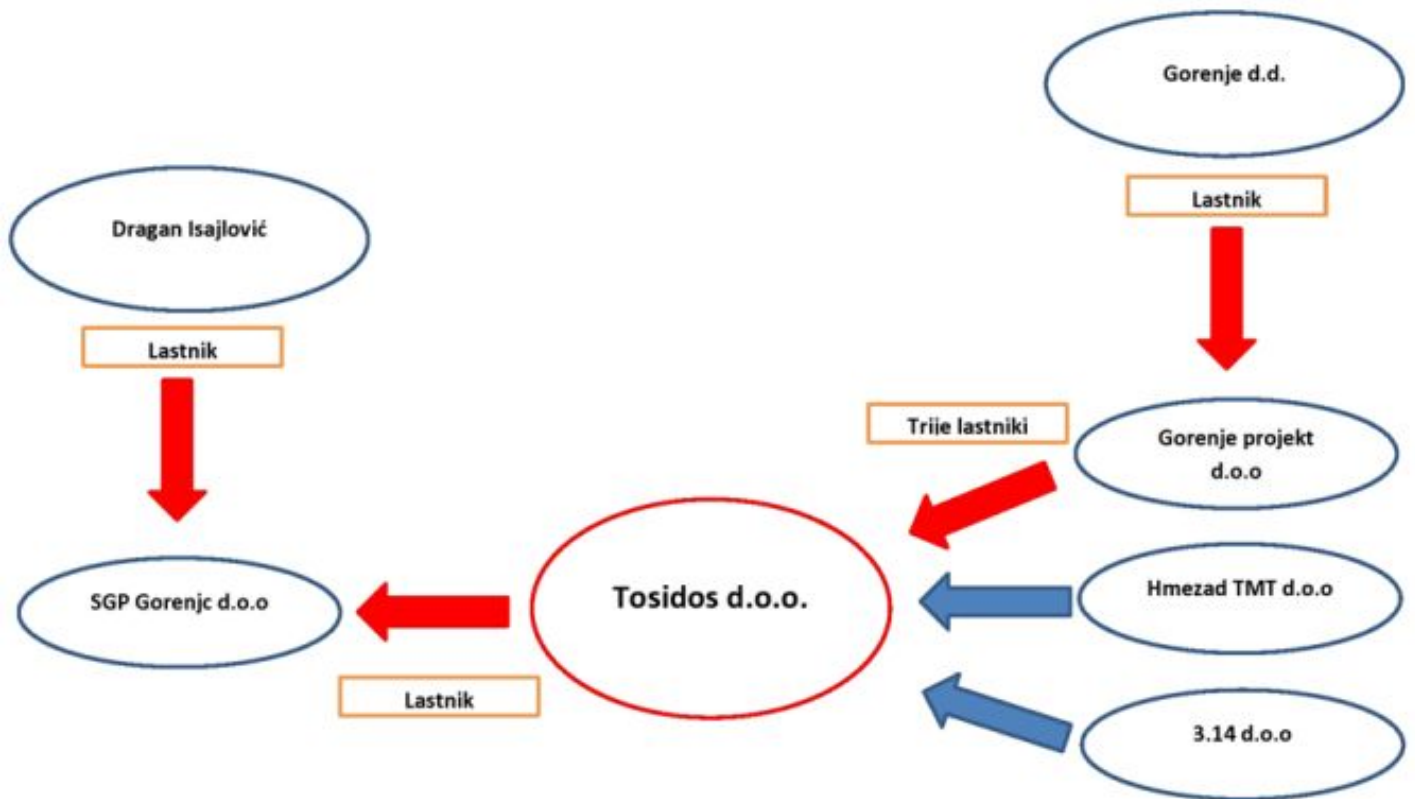 Gorenje d.d.
Lastnik
Dragan Isajlović
Lastnik
Trije lastniki
Gorenje projekt
d.o.o
SGP Gorenjc d.o.o
Tosidos d.o.o.
Hmezad TMT d.o.o
Lastnik
3.14 d.o.o